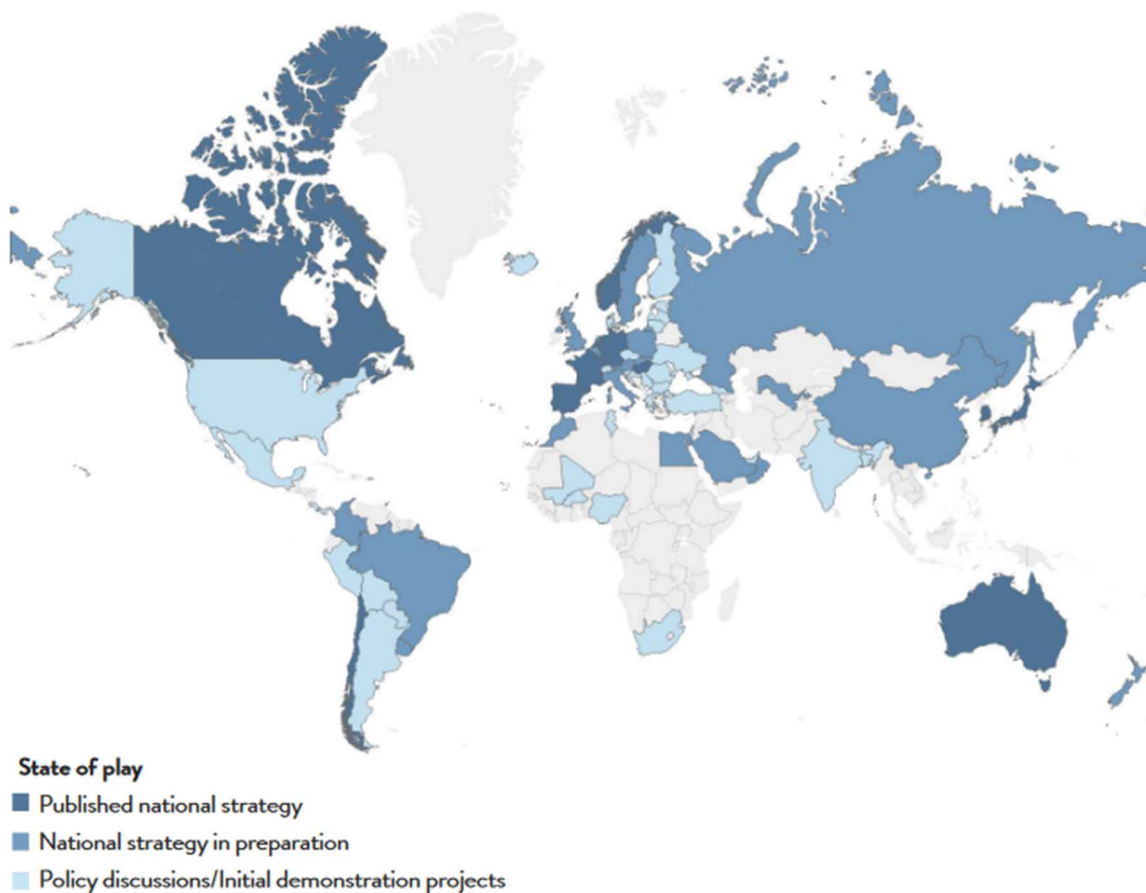 State of play
Published national strategy
National strategy in preparation
Policy discussions/Initial demonstration projects